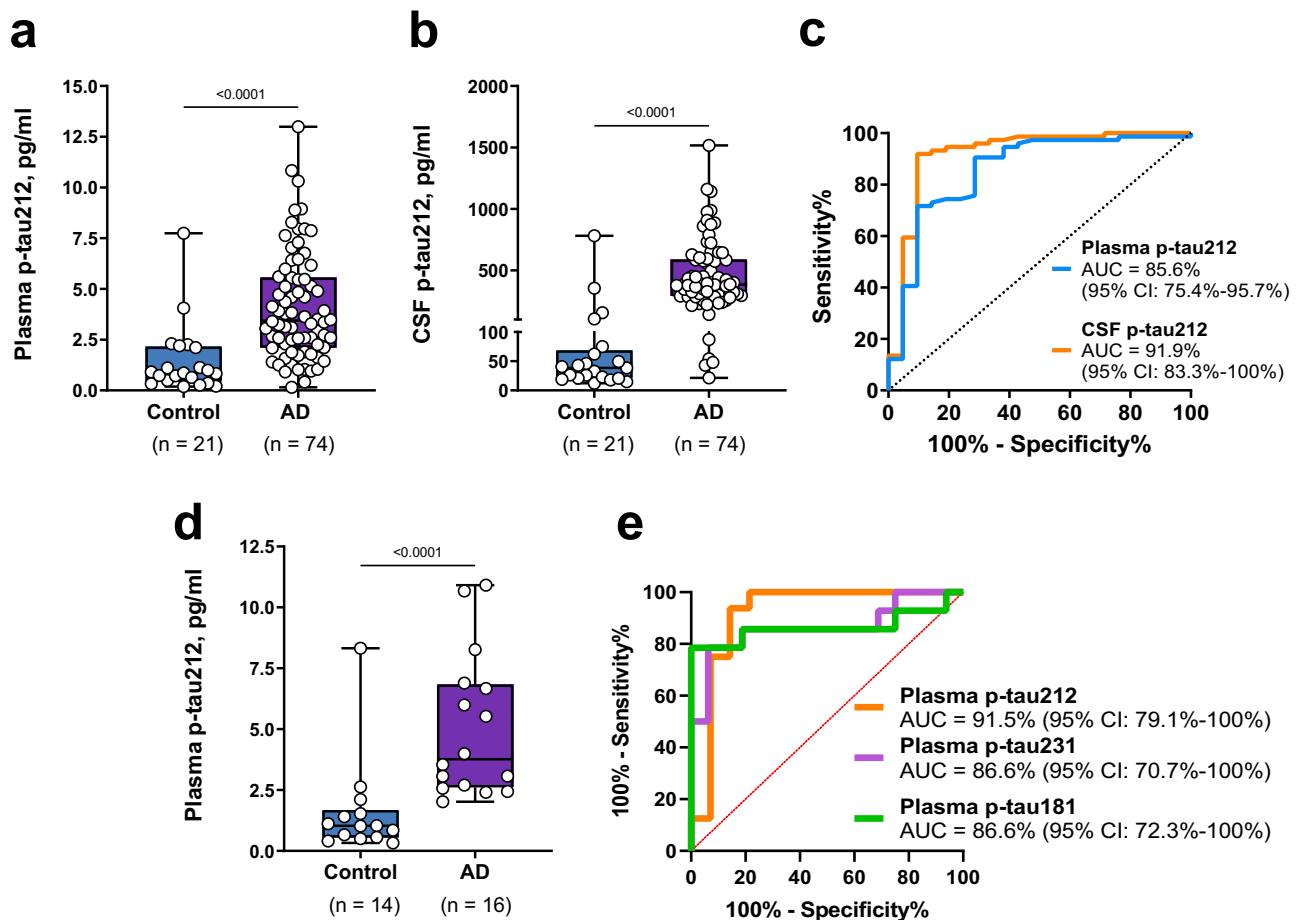 a
Plasma p-tau212, pg/ml
15.0
12.5
10.0
7.5
5.0
2.5
0.0
<0.0001
Control
AD
(n = 21)
(n = 74)
b
CSF p-tau212, pg/ml
2000
1500
1000
500
100
50
0
<0.0001
Control
AD
(n = 21)
(n = 74)
c
Sensitivity%
100
80
60
40
20
0
0
20
40
60
80
100
100% - Specificity%
Plasma p-tau212
AUC = 85.6%
(95% CI: 75.4%-95.7%)
CSF p-tau212
AUC = 91.9%
(95% CI: 83.3%-100%)
d
Plasma p-tau212, pg/ml
12.5
10.0
7.5
5.0
2.5
0.0
<0.0001
Control
AD
(n = 14)
(n = 16)
e
100% - Sensitivity%
100
80
60
40
20
0
0
20
40
60
80
100
100% - Specificity%
Plasma p-tau212
AUC = 91.5% (95% CI: 79.1%-100%)
Plasma p-tau231
AUC = 86.6% (95% CI: 70.7%-100%)
Plasma p-tau181
AUC = 86.6% (95% CI: 72.3%-100%)